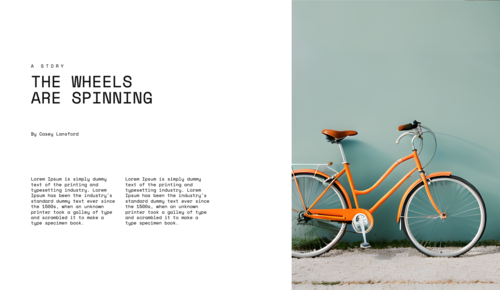 A STORY
THE WHEELS
ARE SPINNING
By Casey Lansford
Lorem Ipsum is simply dummy
text of the printing and
typesetting industry. Lorem
Ipsum has been the industry's
standard dummy text ever since
the 1500s, when an unknown
printer took a galley of type
and scrambled it to make a
type specimen book.
Lorem Ipsum is simply dummy
text of the printing and
typesetting industry. Lorem
Ipsum has been the industry's
standard dummy text ever since
the 1500s, when an unknown
printer took a galley of type
and scrambled it to make a
type specimen book.